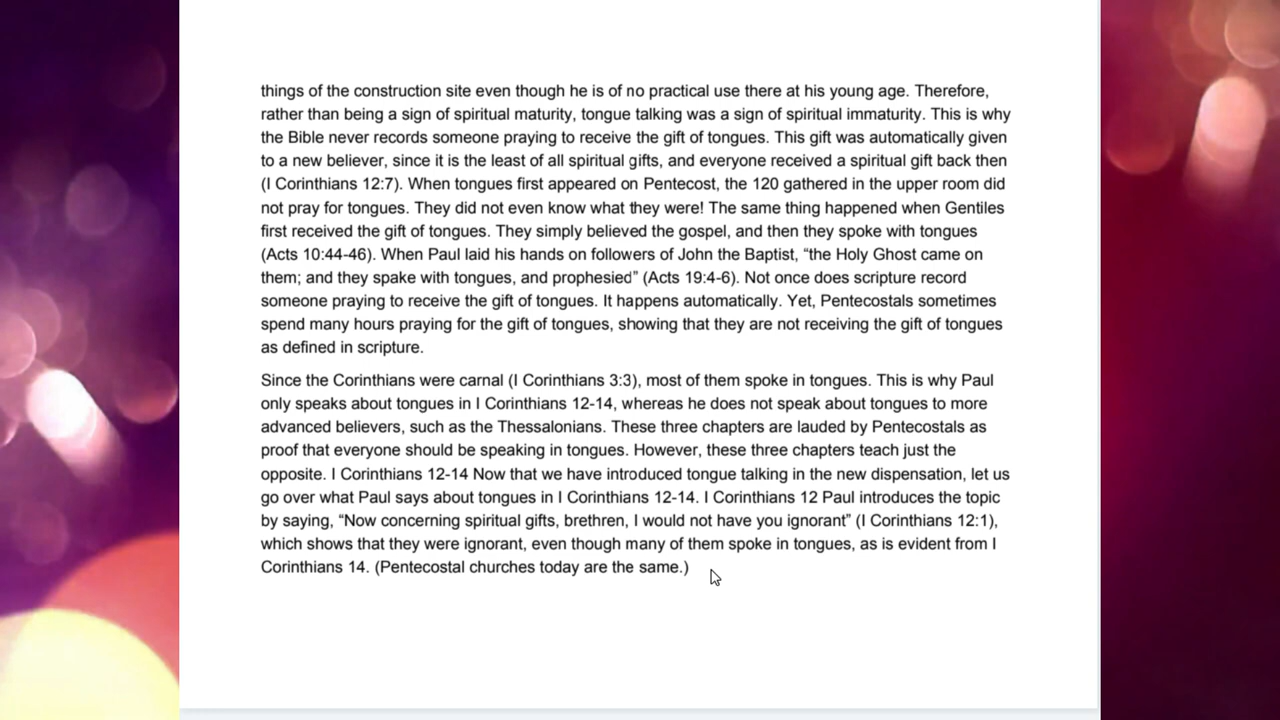 things of the construction site even though he is of no practical use there at his young age. Therefore,
rather than being a sign of spiritual maturity, tongue talking was a sign of spiritual immaturity. This is why
the Bible never records someone praying to receive the gift of tongues. This gift was automatically given
to a new believer, since it is the least of all spiritual gifts, and everyone received a spiritual gift back then
(I Corinthians 12:7). When tongues first appeared on Pentecost, the 120 gathered in the upper room did
not pray for tongues. They did not even know what they were! The same thing happened when Gentiles
first received the gift of tongues. They simply believed the gospel, and then they spoke with tongues
(Acts 10:44-46). When Paul laid his hands on followers of John the Baptist, “the Holy Ghost came on
them; and they spake with tongues, and prophesied” (Acts 19:4-6). Not once does scripture record
someone praying to receive the gift of tongues. It happens automatically. Yet, Pentecostals sometimes
spend many hours praying for the gift of tongues, showing that they are not receiving the gift of tongues
as defined in scripture.
Since the Corinthians were carnal (I Corinthians 3:3), most of them spoke in tongues. This is why Paul
only speaks about tongues in I Corinthians 12-14, whereas he does not speak about tongues to more
advanced believers, such as the Thessalonians. These three chapters are lauded by Pentecostals as
proof that everyone should be speaking in tongues. However, these three chapters teach just the
opposite. I Corinthians 12-14 Now that we have introduced tongue talking in the new dispensation, let us
go over what Paul says about tongues in I Corinthians 12-14. I Corinthians 12 Paul introduces the topic
by saying, “Now concerning spiritual gifts, brethren, I would not have you ignorant” (I Corinthians 12:1),
which shows that they were ignorant, even though many of them spoke in tongues, as is evident from I
Corinthians 14. (Pentecostal churches today are the same.)